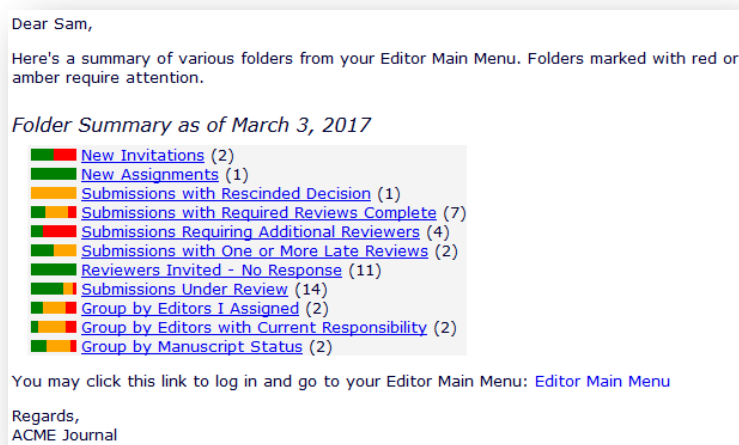 Dear Sam,
Here's a summary of various folders from your Editor Main Menu. Folders marked with red or
amber require attention.
Folder Summary as of March 3, 2017
New Invitations (2)
New Assignments (1)
Submissions with Rescinded Decision (1)
Submissions with Required Reviews Complete (7)
Submissions Requiring Additional Reviewers (4)
Submissions with One or More Late Reviews (2)
Reviewers Invited - No Response (11)
Submissions Under Review (14)
Group by Editors I Assigned (2)
Group by Editors with Current Responsibility (2)
Group by Manuscript Status (2)
You may click this link to log in and go to your Editor Main Menu: Editor Main Menu
Regards,
ACME Journal